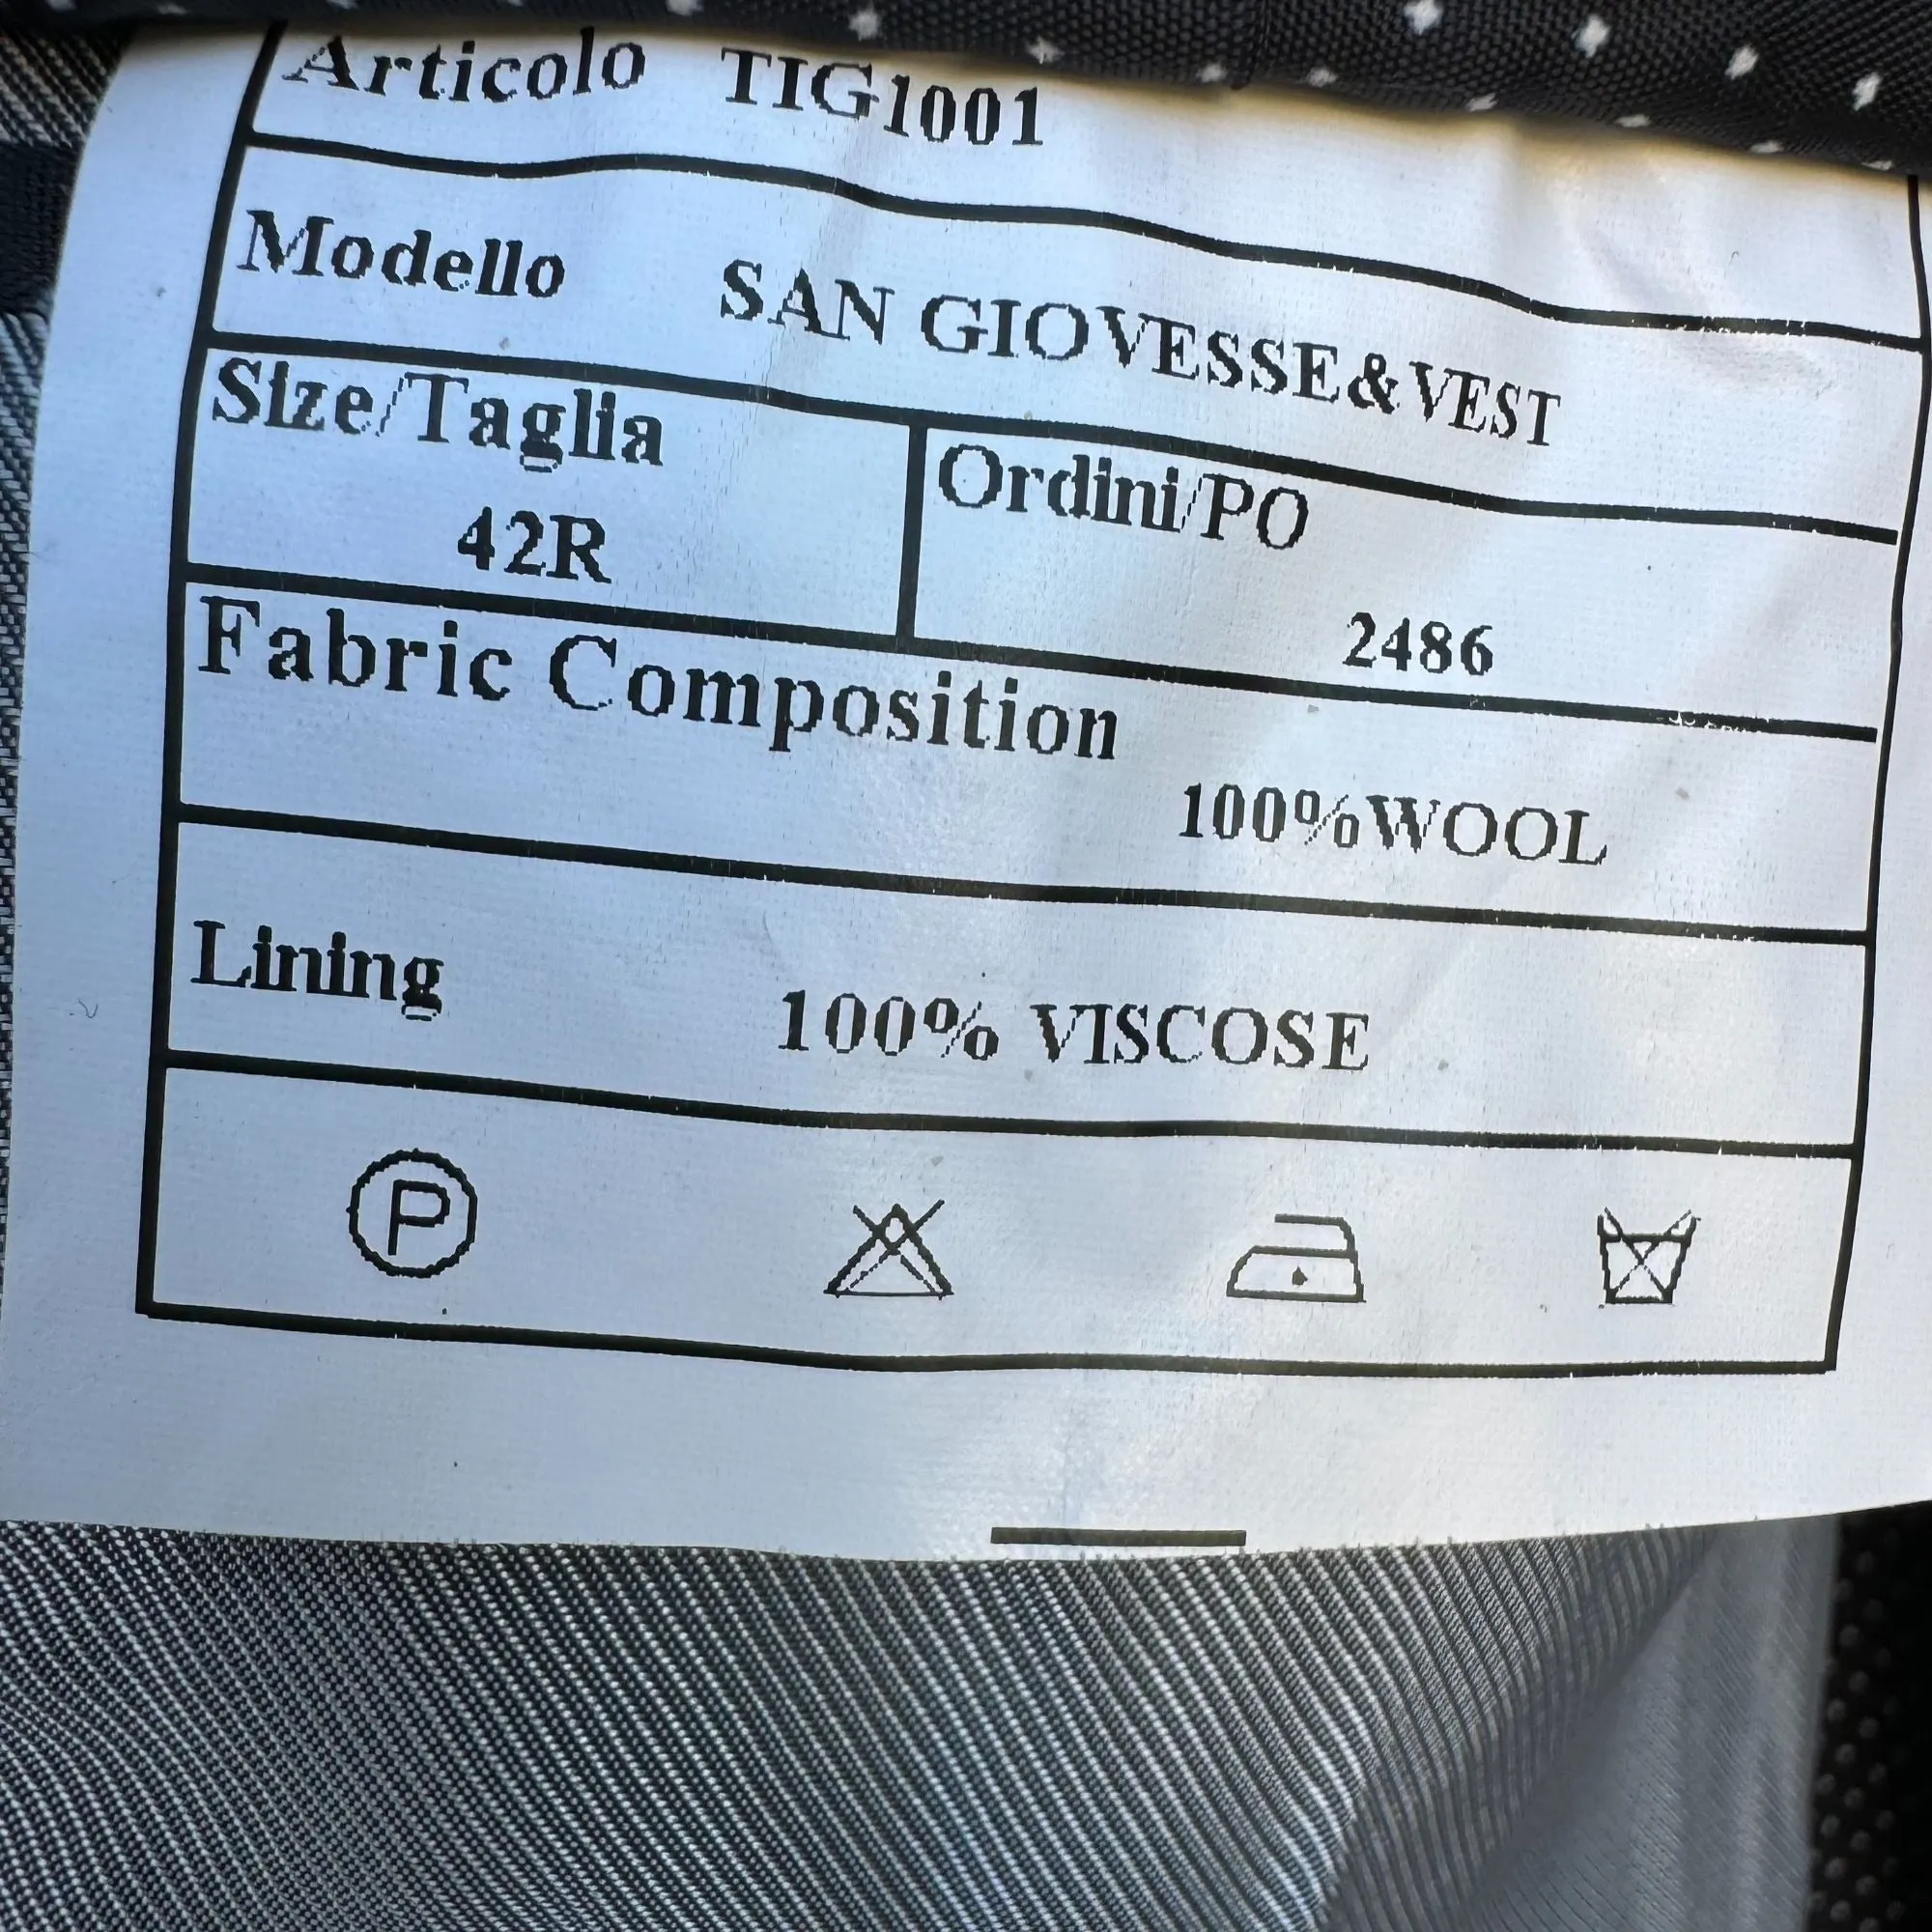 Articolo TIG1001
Modello SAN GIOVESSE&VEST
Size/Taglia
42R
Ordini/PO
2486
Fabric Composition
100%WOOL
Lining 100% VISCOSE
P